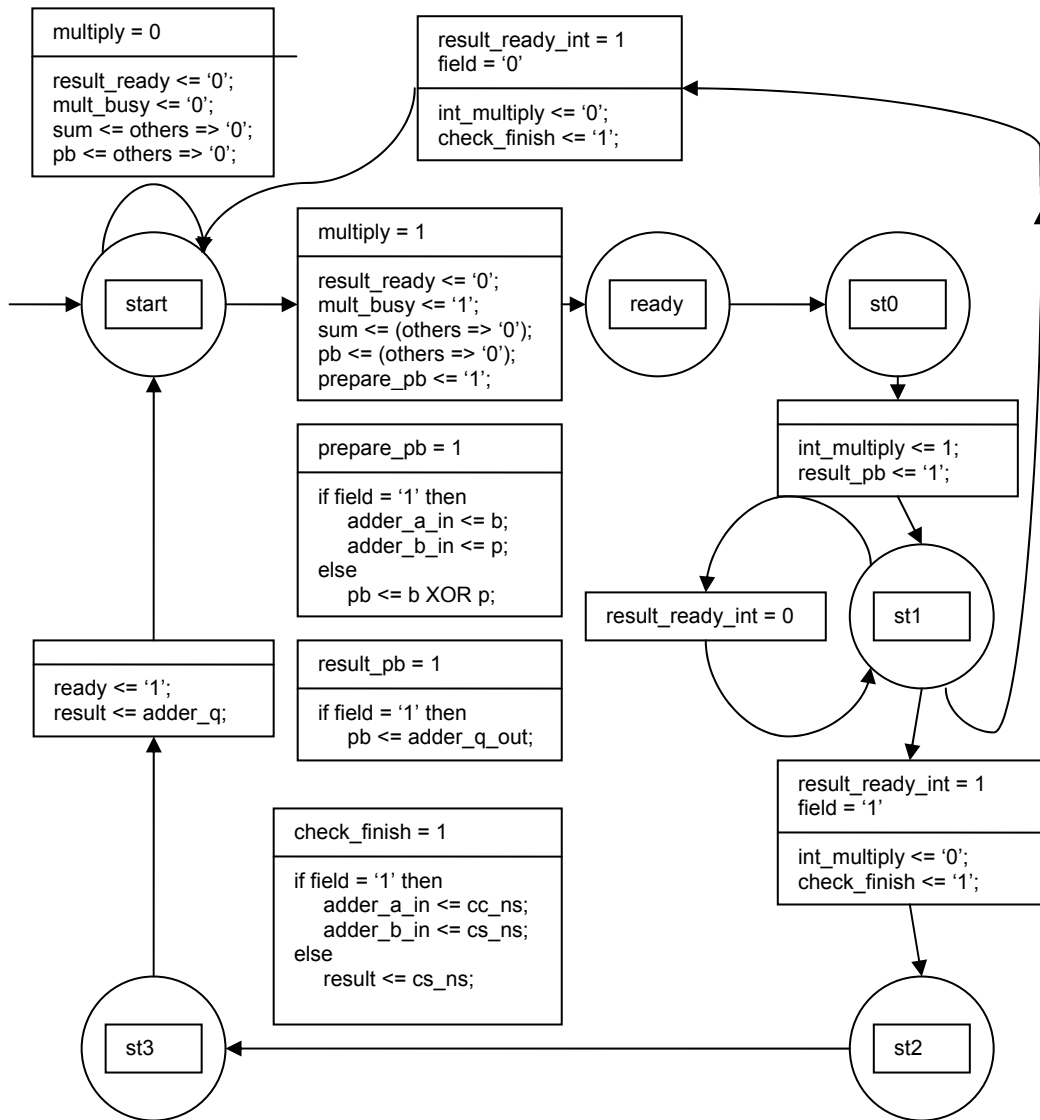 multiply = 0
result_ready <= ‘0’;
mult_busy <= ‘0’;
sum <= others => ‘0’;
pb <= others => ‘0’;
result_ready_int = 1
field = ‘0’
int_multiply <= ‘0’;
check_finish <= ‘1’;
start
multiply = 1
result_ready <= ‘0’;
mult_busy <= ‘1’;
sum <= (others => ‘0’);
pb <= (others => ‘0’);
prepare_pb <= ‘1’;
ready
st0
int_multiply <= 1;
result_pb <= ‘1’;
prepare_pb = 1
if field = ‘1’ then
adder_a_in <= b;
adder_b_in <= p;
else
pb <= b XOR p;
result_ready_int = 0
st1
ready <= ‘1’;
result <= adder_q;
result_pb = 1
if field = ‘1’ then
pb <= adder_q_out;
result_ready_int = 1
field = ‘1’
int_multiply <= ‘0’;
check_finish <= ‘1’;
check_finish = 1
if field = ‘1’ then
adder_a_in <= cc_ns;
adder_b_in <= cs_ns;
else
result <= cs_ns;
st3
st2